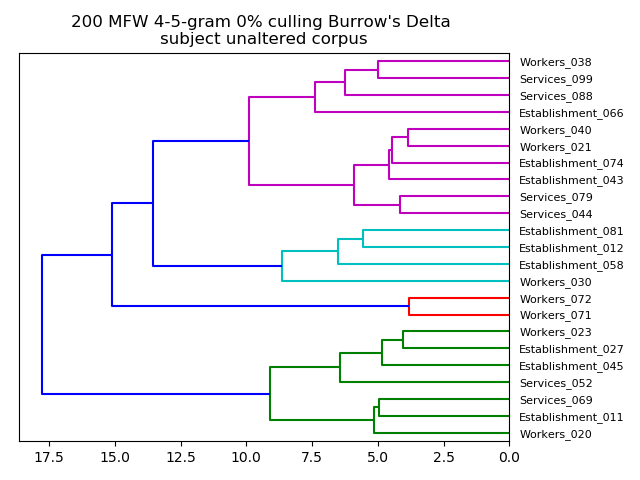 200 MFW 4-5-gram 0% culling Burrow's Delta
subject unaltered corpus
Workers_038
Services_099
Services_088
Establishment_066
Workers_040
Workers_021
Establishment_074
Establishment_043
Services_079
Services_044
Establishment_081
Establishment_012
Establishment_058
Workers_030
Workers_072
Workers_071
Workers_023
Establishment_027
Establishment_045
Services_052
Services_069
Establishment_011
Workers_020
17.5 15.0 12.5 10.0 7.5 5.0 2.5 0.0